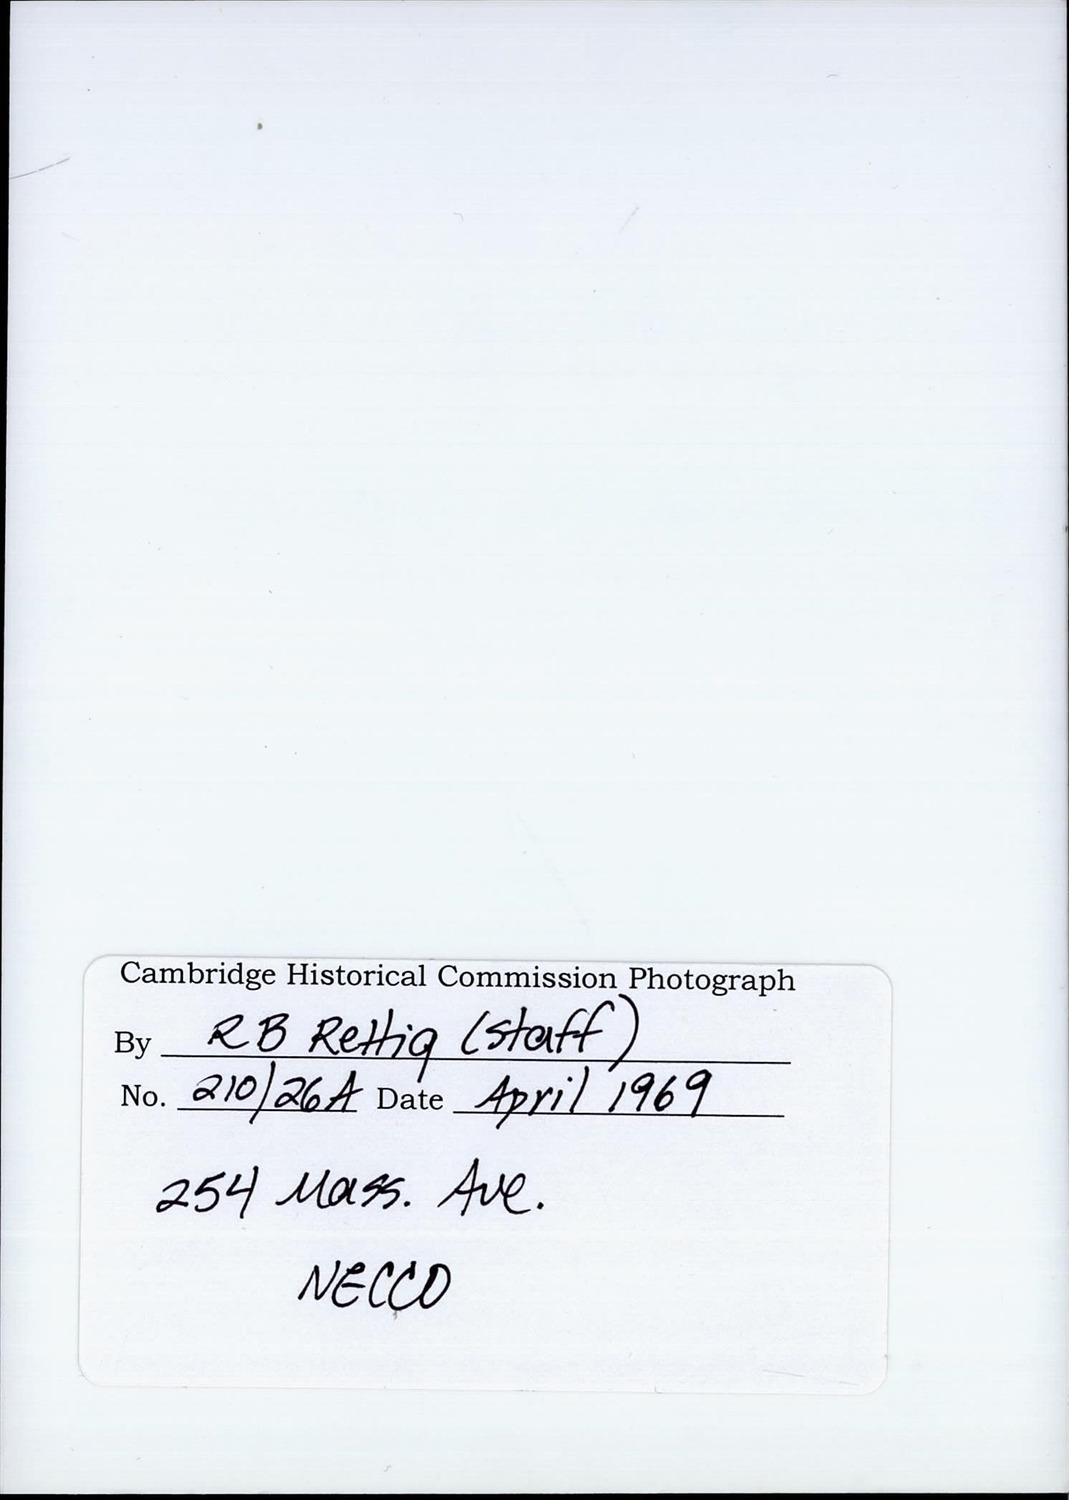 Cambridge Historical Commission Photograph
By RB Rettig (staff)
No. 210/26A Date April 1969
254 Mass. Ave.
NECCO